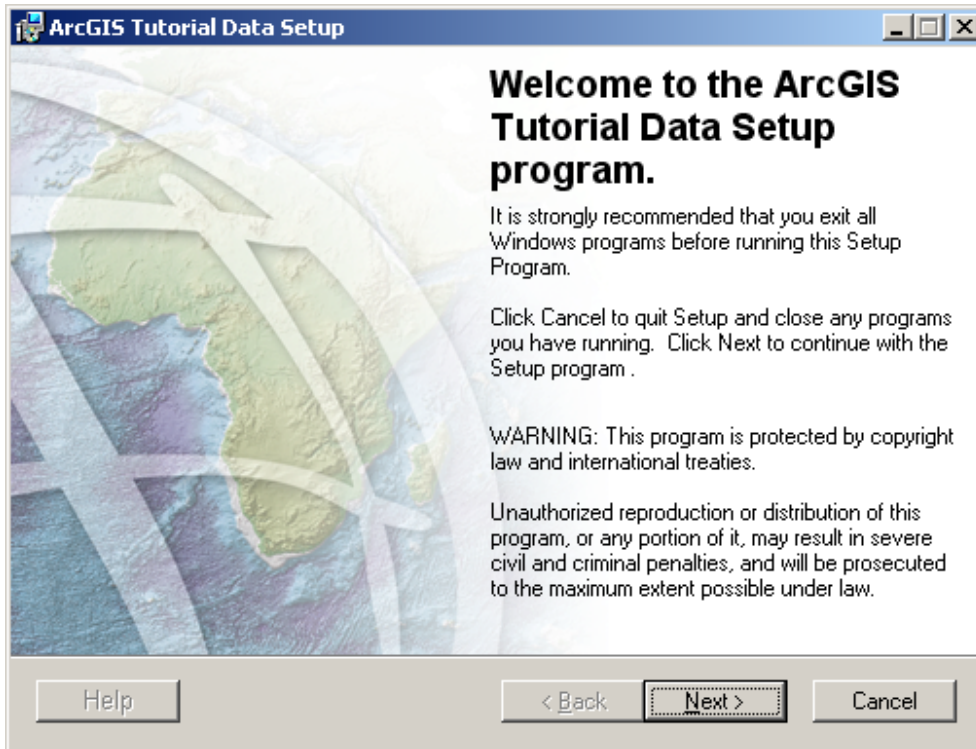 ArcGIS Tutorial Data Setup
Welcome to the ArcGIS
Tutorial Data Setup
program.
It is strongly recommended that you exit all
Windows programs before running this Setup
Program.
Click Cancel to quit Setup and close any programs
you have running.  Click Next to continue with the
Setup program .
WARNING: This program is protected by copyright
law and international treaties.
Unauthorized reproduction or distribution of this
program, or any portion of it, may result in severe
civil and criminal penalties, and will be prosecuted
to the maximum extent possible under law.
Help
< Back
Next >
Cancel